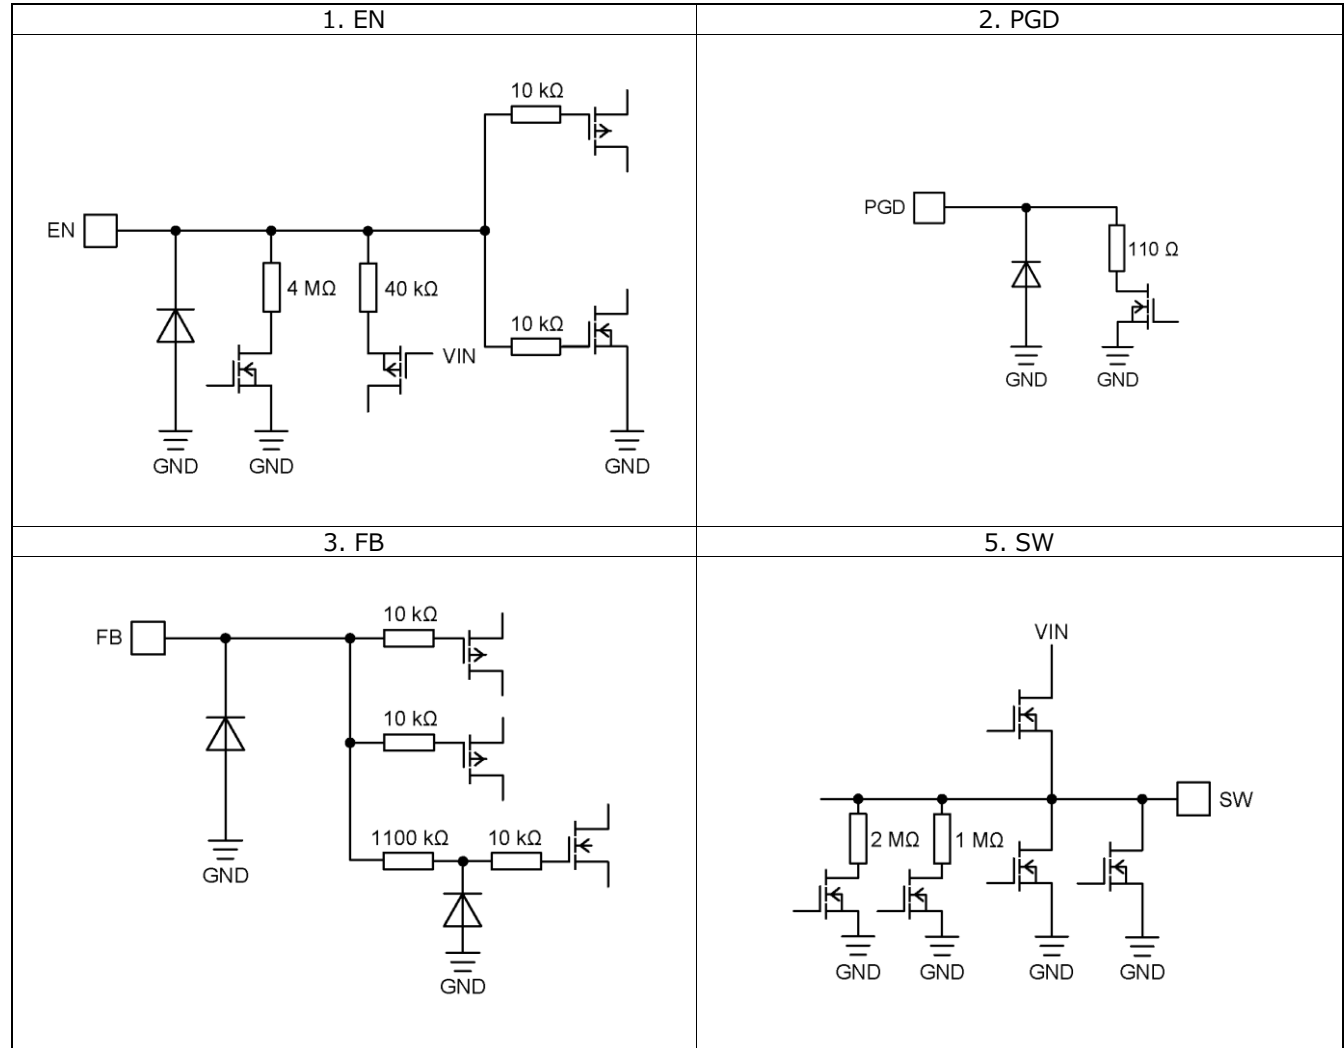 1. EN
2. PGD
10 kΩ
EN
4 MΩ
40 kΩ
10 kΩ
VIN
GND
GND
GND
PGD
110 Ω
GND
GND
3. FB
5. SW
10 kΩ
FB
10 kΩ
1100 kΩ
10 kΩ
GND
GND
VIN
SW
2 MΩ
1 MΩ
GND
GND
GND
GND